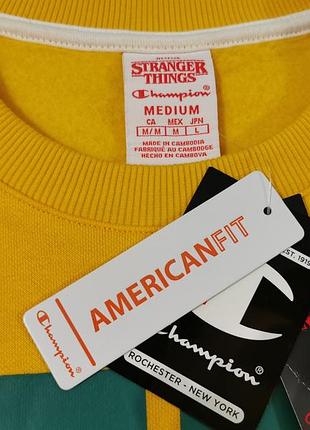 NETFLIX
STRANGER
THINGS
Champion
MEDIUM
CA MEX JPN
M/M M L
MADE IN CAMBODIA
FABRIQUÉ AU CAMBODGE
HECHO EN CAMBOYA
AMERICANFIT
Champion
EST. 1919
Champion
ROCHESTER - NEW YORK